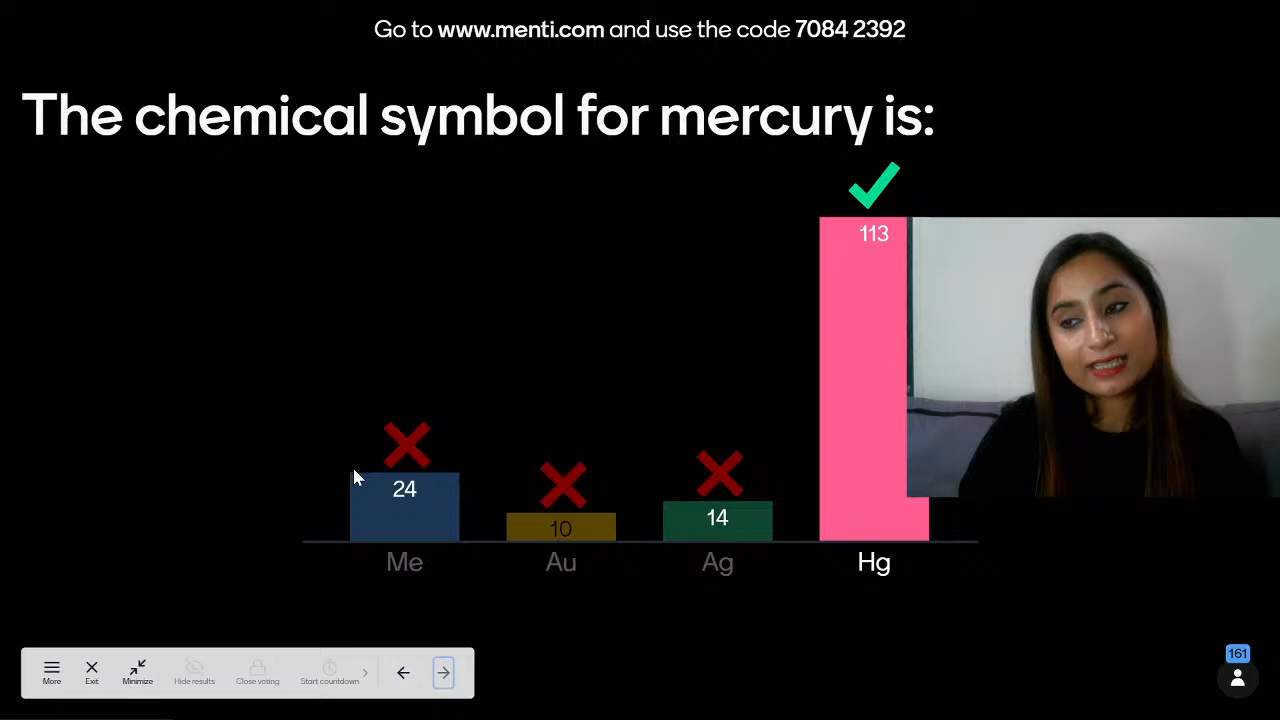 Go to www.menti.com and use the code 7084 2392
The chemical symbol for mercury is:
113
24
10
14
Me Au Ag Hg
More Exit Minimize Hide results Close voting Start countdown
161